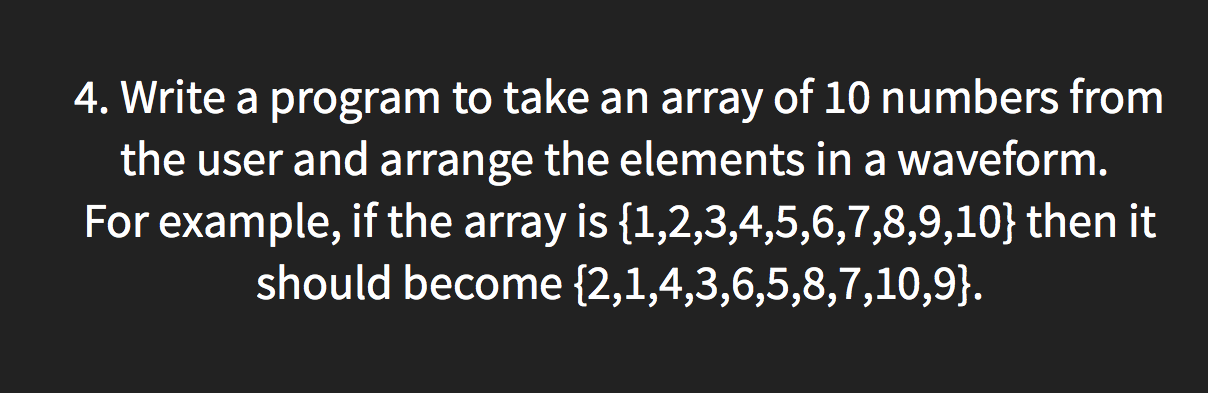 4. Write a program to take an array of 10 numbers from
the user and arrange the elements in a waveform.
For example, if the array is {1,2,3,4,5,6,7,8,9,10} then it
should become {2,1,4,3,6,5,8,7,10,9}.